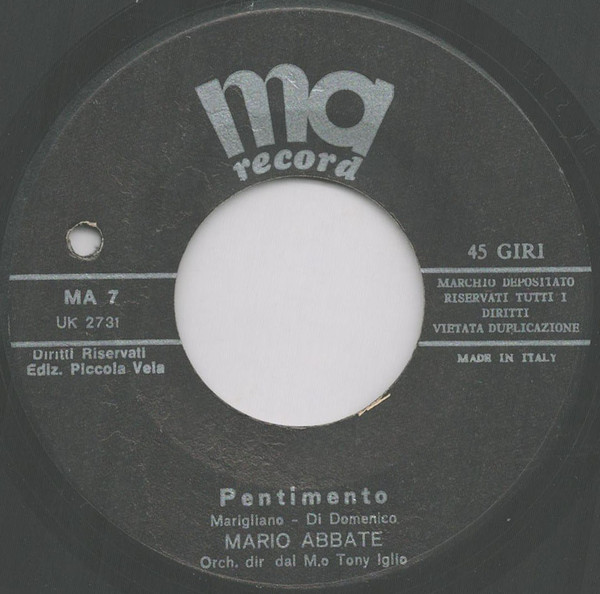 ma
record
45 GIRI
MA 7
UK 2731
MARCHIO DEPOSITATO
RISERVATI TUTTI I
DIRITTI
VIETATA DUPLICAZIONE
Diritti Riservati
Ediz. Piccola Vela
MADE IN ITALY
Pentimento
Marigliano - Di Domenico
MARIO ABBATE
Orch. dir dal M.o Tony Iglio